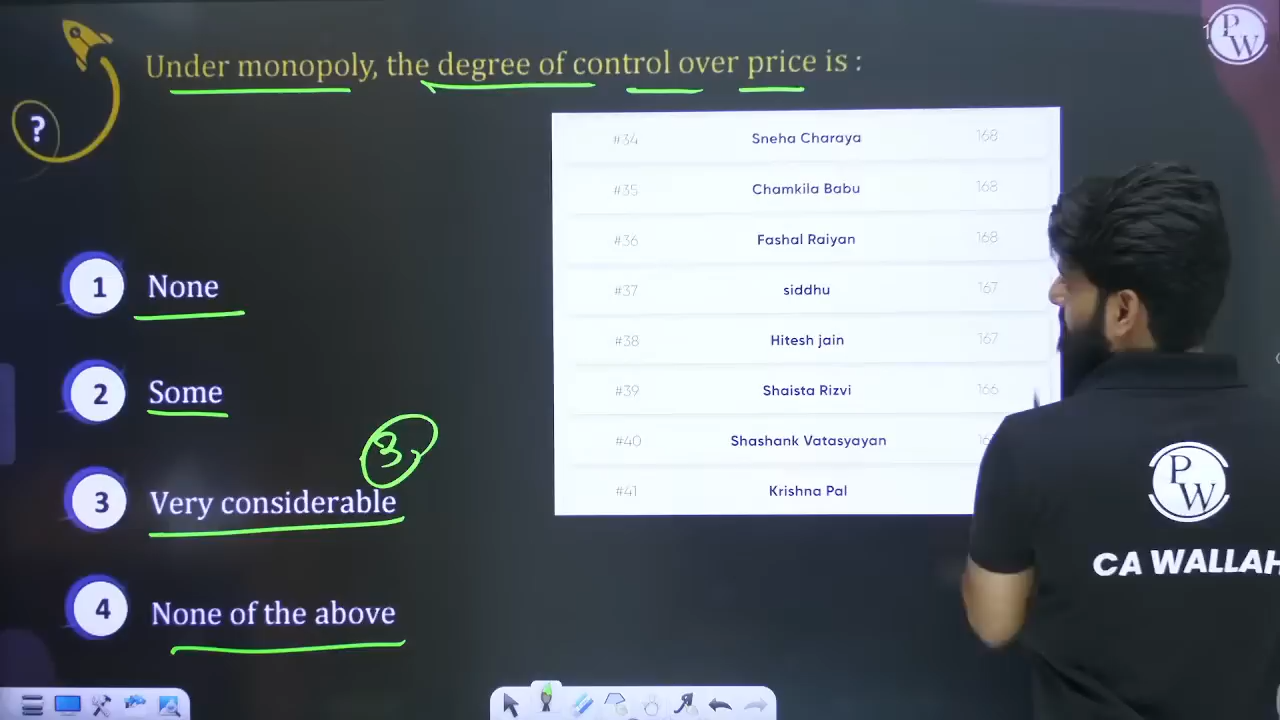 Under monopoly, the degree of control over price is :
?
1 None
2 Some
3 Very considerable
3
4 None of the above
#34 Sneha Charaya 168
#35 Chamkila Babu 168
#36 Fashal Raiyan 168
#37 siddhu 167
#38 Hitesh jain 167
#39 Shaista Rizvi 166
#40 Shashank Vatasyayan
#41 Krishna Pal
PW
PW
CA WALLAH